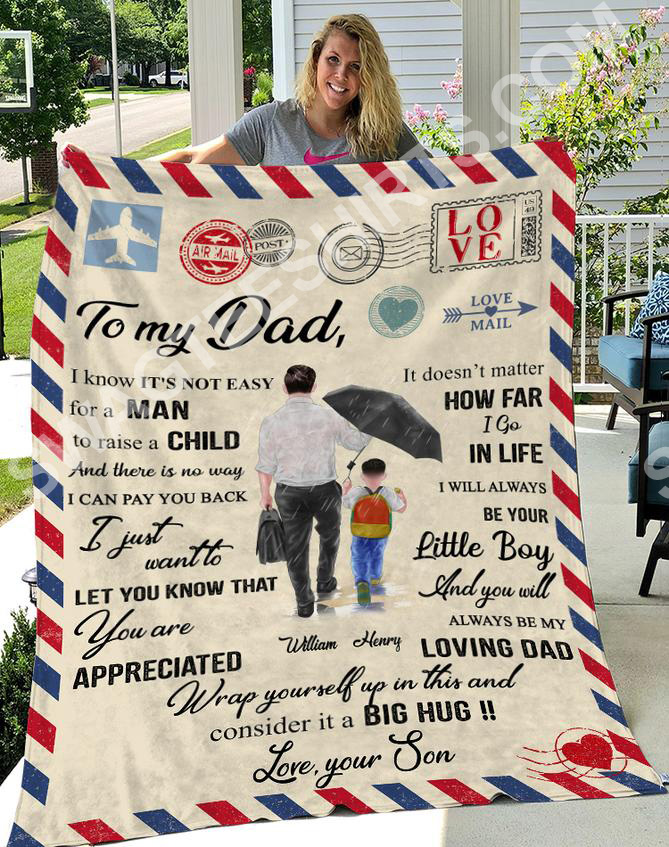 AIR MAIL
POST
LOVE
US
49
LOVE
MAIL
To my Dad,
I know IT'S NOT EASY
for a MAN
to raise a CHILD
And there is no way
I CAN PAY YOU BACK
I just
want to
LET YOU KNOW THAT
You are
APPRECIATED
It doesn't matter
HOW FAR
I Go
IN LIFE
I WILL ALWAYS
BE YOUR
Little Boy
And you will
ALWAYS BE MY
LOVING DAD
William Henry
Wrap yourself up in this and
consider it a BIG HUG !!
Love, your Son